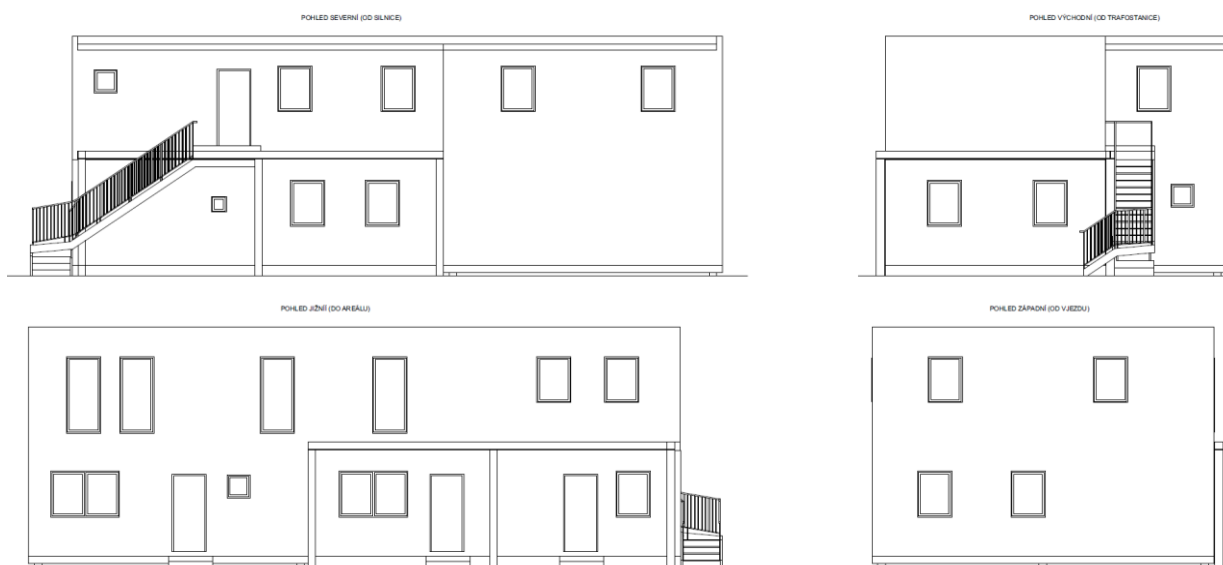 POHLED SEVERNÍ (OD SILNICE)
POHLED VÝCHODNÍ (OD TRAFOSTANICE)
POHLED JIŽNÍ (DO AREÁLU)
POHLED ZÁPADNÍ (OD VJEZDU)